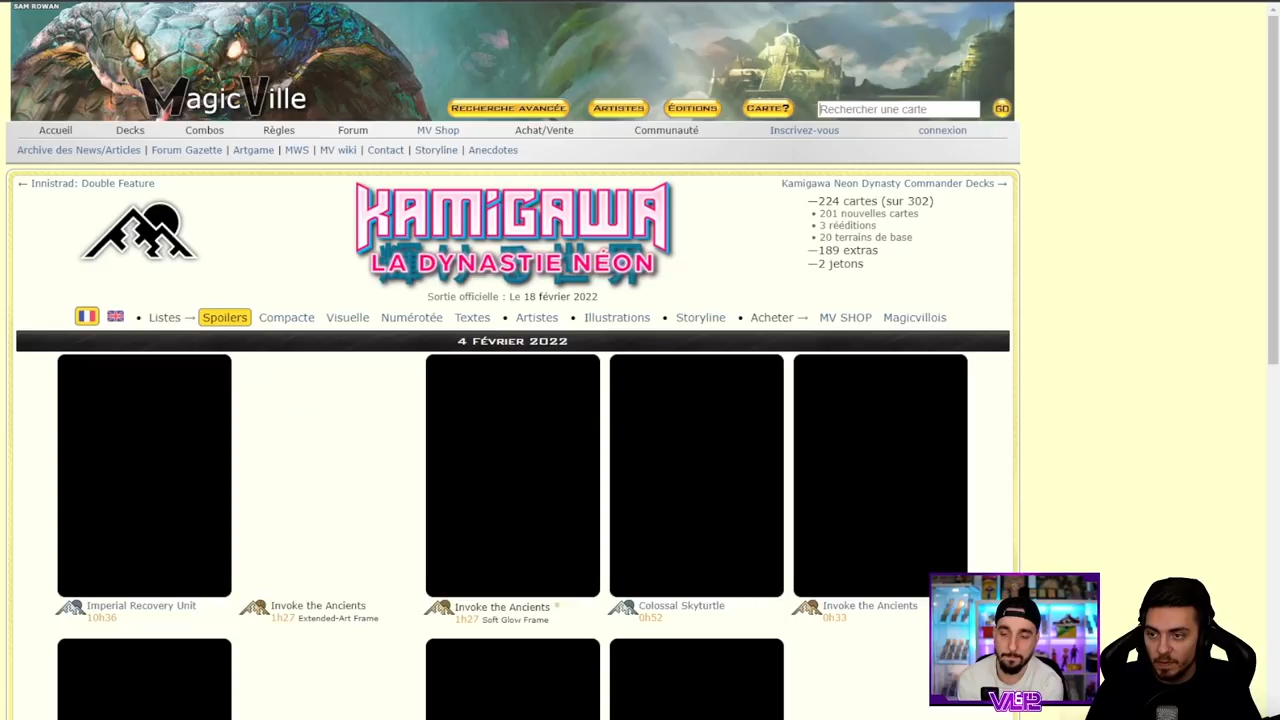 SAM ROWAN
MagicVille
RECHERCHE AVANCÉE ARTISTES ÉDITIONS CARTE? Rechercher une carte GO
Accueil Decks Combos Règles Forum MV Shop Achat/Vente Communauté Inscrivez-vous connexion
Archive des News/Articles | Forum Gazette | Artgame | MWS | MV wiki | Contact | Storyline | Anecdotes
← Innistrad: Double Feature
Kamigawa Neon Dynasty Commander Decks →
KAMIGAWA
LA DYNASTIE NÉON
—224 cartes (sur 302)
• 201 nouvelles cartes
• 3 rééditions
• 20 terrains de base
—189 extras
—2 jetons
Sortie officielle : Le 18 février 2022
• Listes → Spoilers Compacte Visuelle Numérotée Textes • Artistes • Illustrations • Storyline • Acheter → MV SHOP Magicvillois
4 FÉVRIER 2022
Imperial Recovery Unit
10h36
Invoke the Ancients
1h27 Extended-Art Frame
Invoke the Ancients
1h27 Soft Glow Frame
Colossal Skyturtle
0h52
Invoke the Ancients
0h33